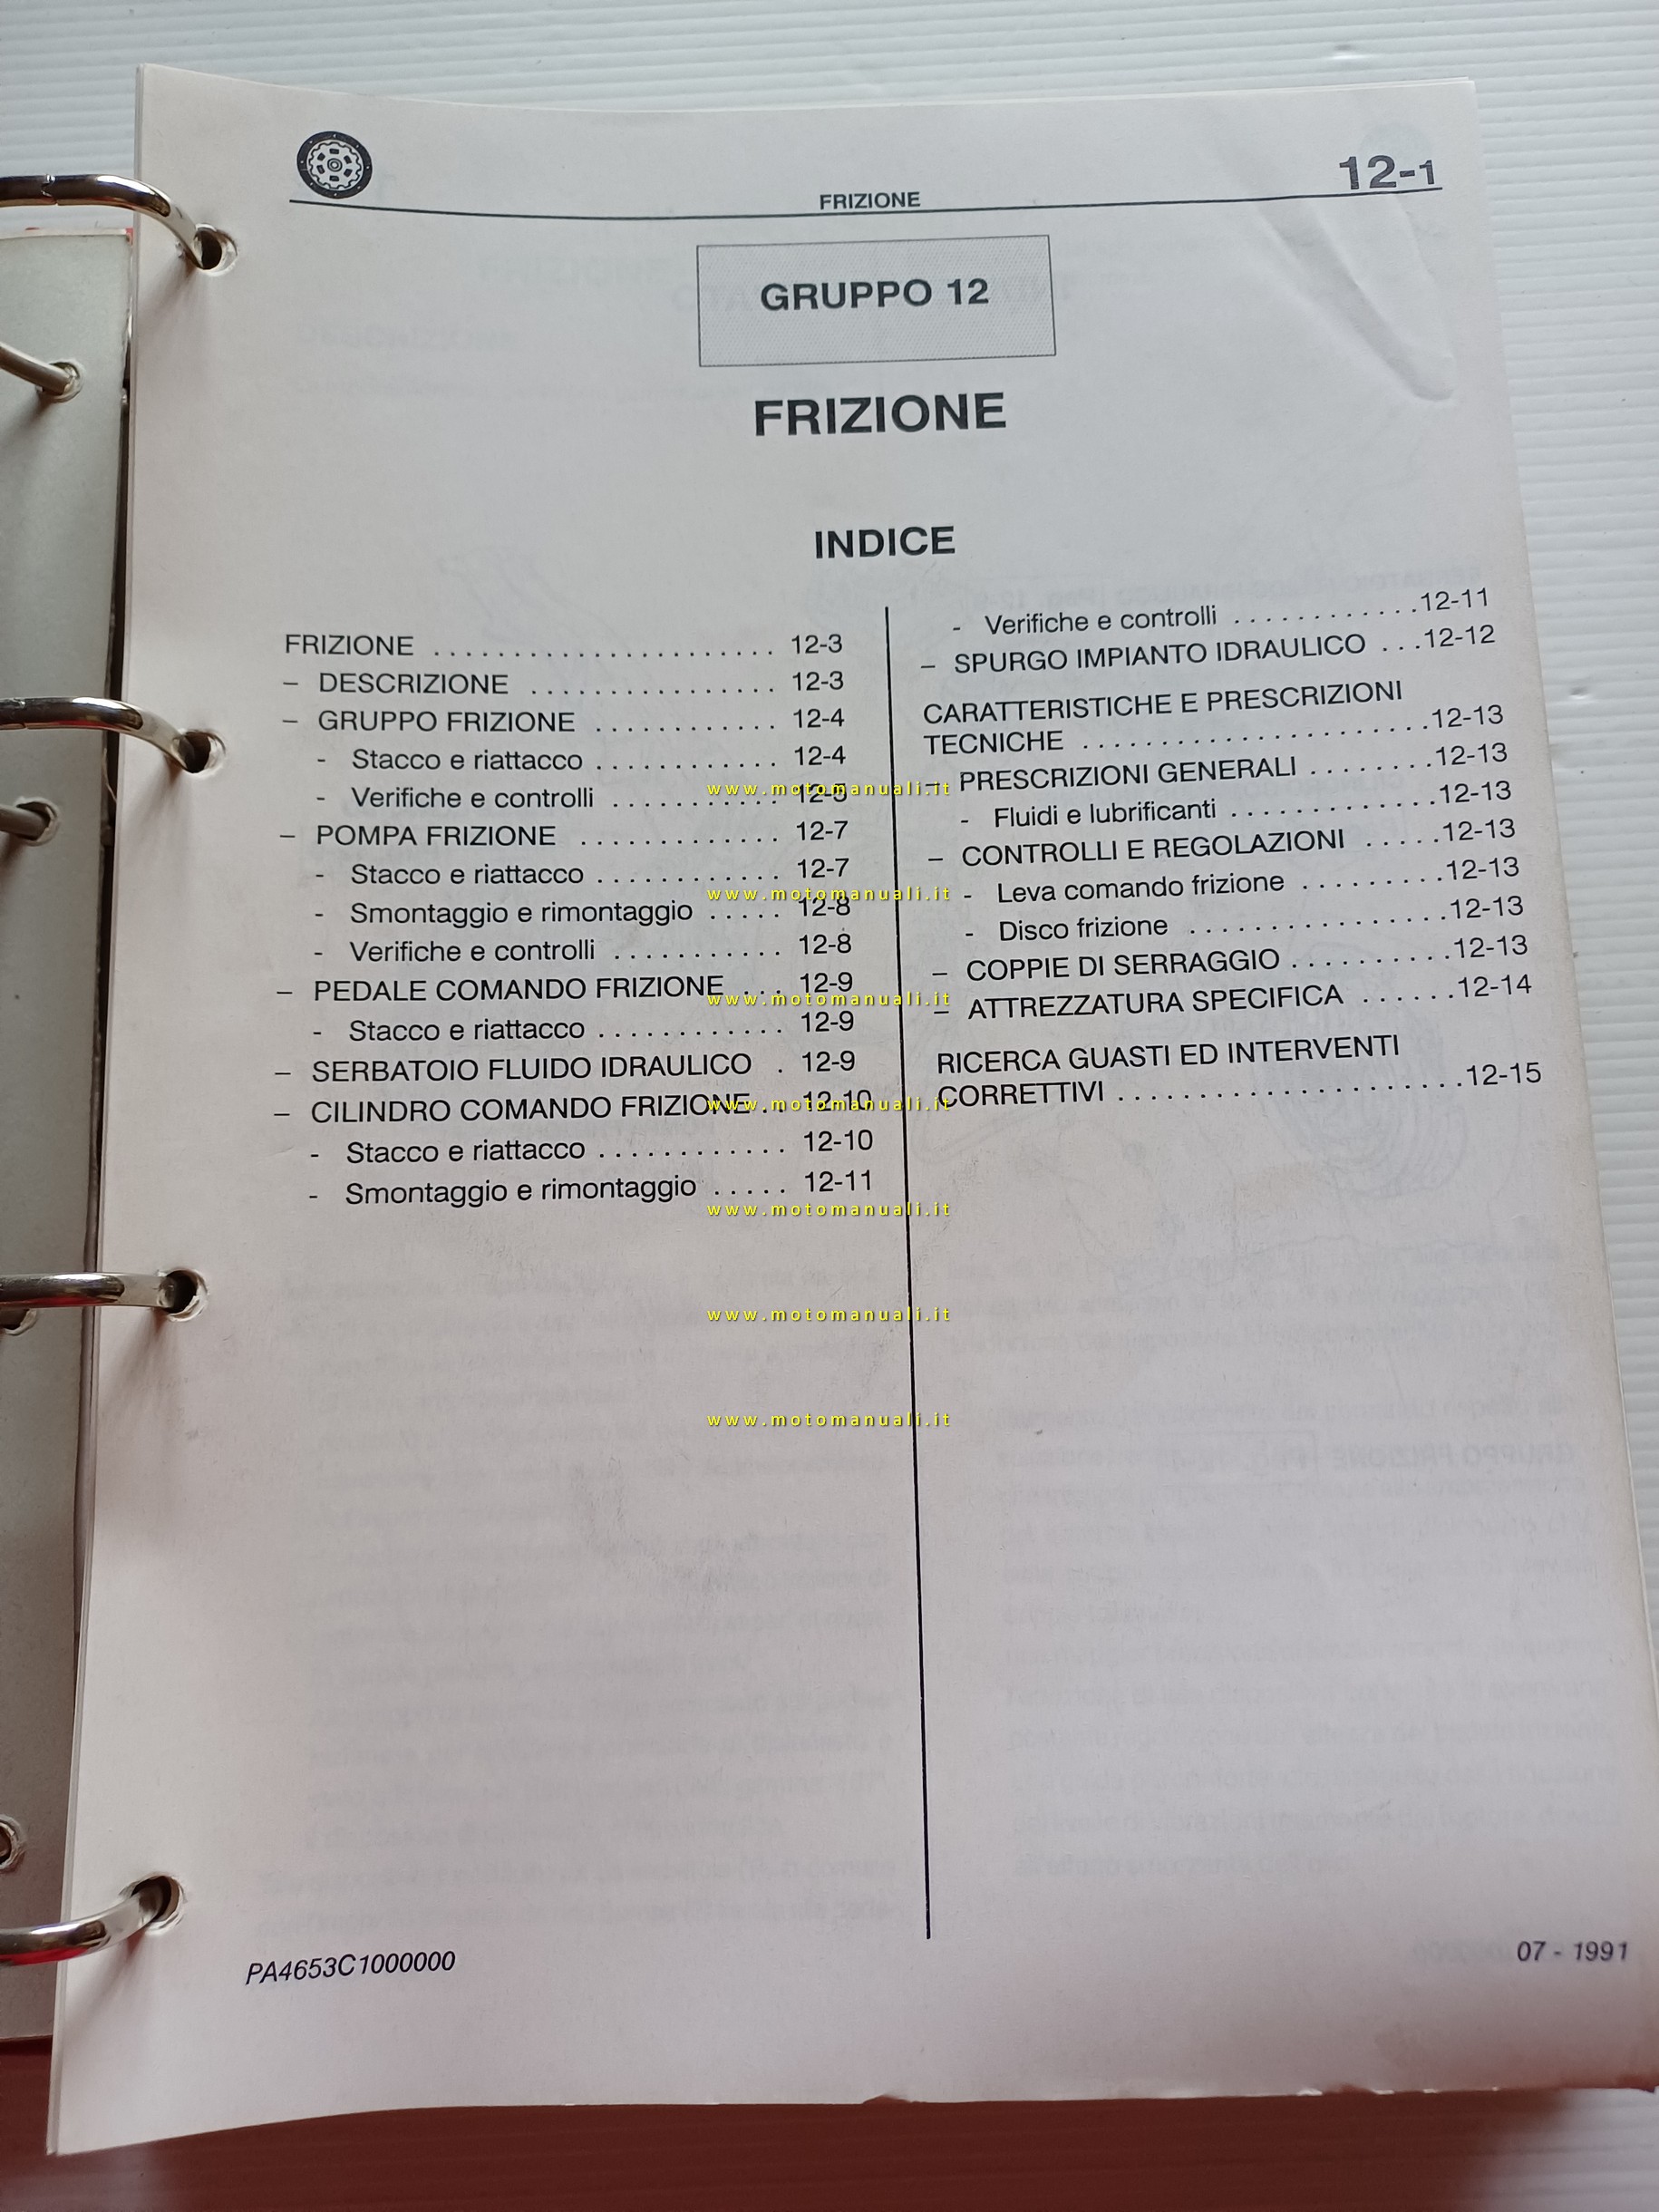 FRIZIONE
12-1
GRUPPO 12
FRIZIONE
INDICE
FRIZIONE ...................... 12-3
– DESCRIZIONE ................ 12-3
– GRUPPO FRIZIONE ............ 12-4
- Stacco e riattacco ............ 12-4
- Verifiche e controlli ........... 12-5
– POMPA FRIZIONE ............. 12-7
- Stacco e riattacco ............ 12-7
- Smontaggio e rimontaggio ..... 12-8
- Verifiche e controlli ........... 12-8
– PEDALE COMANDO FRIZIONE ... 12-9
- Stacco e riattacco ............ 12-9
– SERBATOIO FLUIDO IDRAULICO . 12-9
– CILINDRO COMANDO FRIZIONE .. 12-10
- Stacco e riattacco ............ 12-10
- Smontaggio e rimontaggio ..... 12-11
- Verifiche e controlli ............ 12-11
– SPURGO IMPIANTO IDRAULICO ... 12-12
CARATTERISTICHE E PRESCRIZIONI
TECNICHE ...................... 12-13
– PRESCRIZIONI GENERALI ........ 12-13
- Fluidi e lubrificanti ............. 12-13
– CONTROLLI E REGOLAZIONI ..... 12-13
- Leva comando frizione ......... 12-13
- Disco frizione ................. 12-13
– COPPIE DI SERRAGGIO .......... 12-13
– ATTREZZATURA SPECIFICA ...... 12-14
RICERCA GUASTI ED INTERVENTI
CORRETTIVI .................... 12-15
www.motomanuali.it
www.motomanuali.it
www.motomanuali.it
www.motomanuali.it
www.motomanuali.it
www.motomanuali.it
www.motomanuali.it
PA4653C1000000
07 - 1991